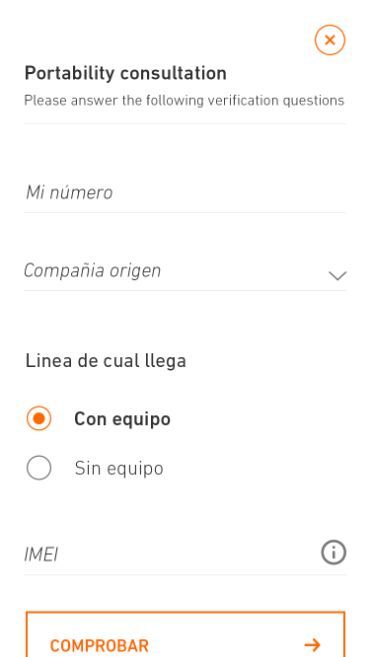 Portability consultation
Please answer the following verification questions
Mi número
Compañia origen
Linea de cual llega
Con equipo
Sin equipo
IMEI
COMPROBAR